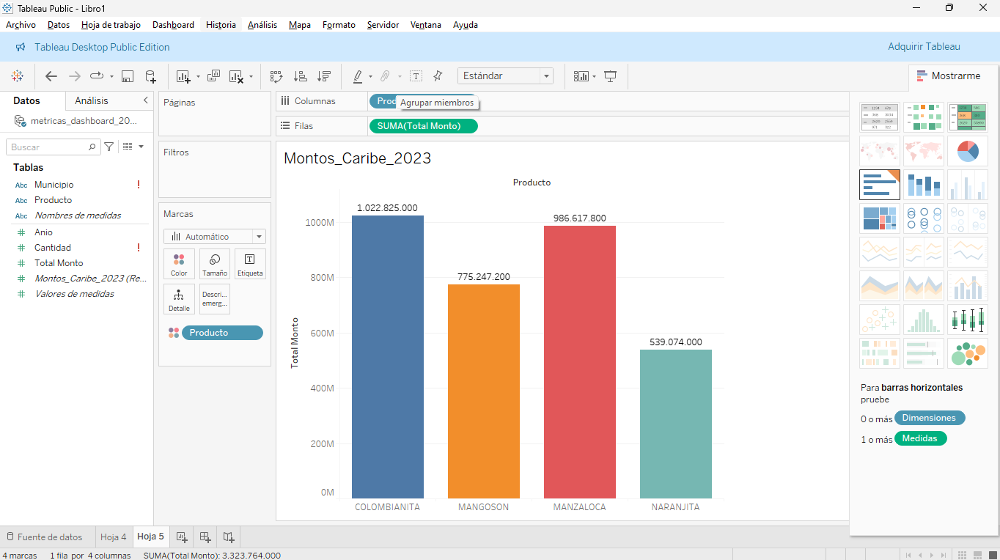 Tableau Public - Libro1
Archivo Datos Hoja de trabajo Dashboard Historia Análisis Mapa Formato Servidor Ventana Ayuda
Tableau Desktop Public Edition
Adquirir Tableau
Estándar
Mostrarme
Datos
Análisis
metricas_dashboard_20...
Buscar
Tablas
Abc Municipio !
Abc Producto
Abc Nombres de medidas
Anio
Cantidad !
Total Monto
Montos_Caribe_2023 (Re...
Valores de medidas
Páginas
Filtros
Marcas
Automático
Color
Tamaño
Etiqueta
Detalle
Descri...
emerg...
Producto
Columnas
Agrupar miembros
Filas
SUMA(Total Monto)
Montos_Caribe_2023
Producto
Total Monto
1000M
800M
600M
400M
200M
0M
1.022.825.000
775.247.200
986.617.800
539.074.000
COLOMBIANITA
MANGOSON
MANZALOCA
NARANJITA
Para barras horizontales
pruebe
0 o más Dimensiones
1 o más Medidas
Fuente de datos
Hoja 4
Hoja 5
4 marcas
1 fila por 4 columnas
SUMA(Total Monto): 3.323.764.000